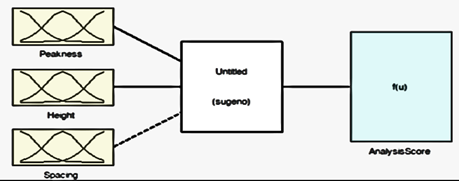 Peakness
Height
Spacing
Untitled
(sugeno)
f(u)
AnalysisScore